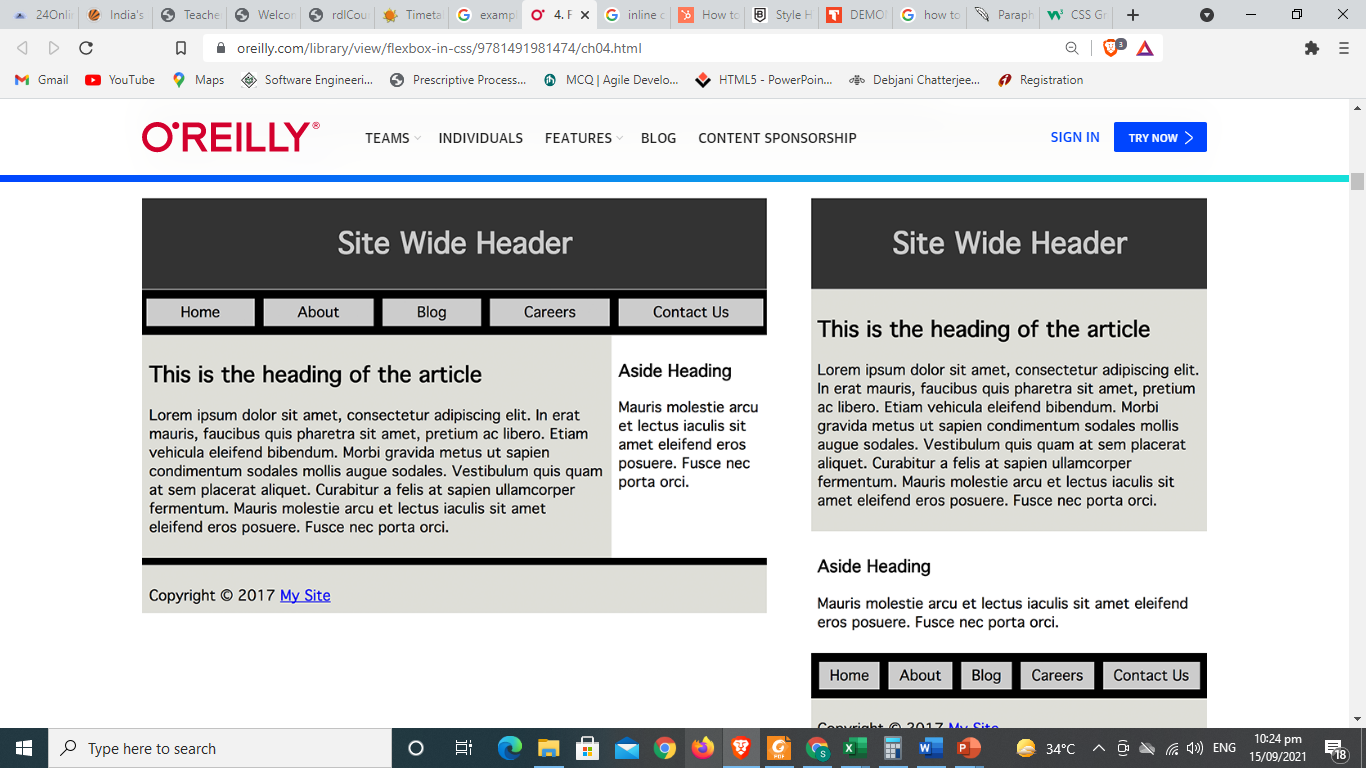 24Onli
India's
Teache
Welcor
rdlCou
Timeta
examp
4. F
inline c
How to
Style H
DEMO
how to
Paraph
CSS Gr
oreilly.com/library/view/flexbox-in-css/9781491981474/ch04.html
3
Gmail
YouTube
Maps
Software Engineeri...
Prescriptive Process...
MCQ | Agile Develo...
HTML5 - PowerPoin...
Debjani Chatterjee...
Registration
O'REILLY®
TEAMS
INDIVIDUALS
FEATURES
BLOG
CONTENT SPONSORSHIP
SIGN IN
TRY NOW
Site Wide Header
Home
About
Blog
Careers
Contact Us
This is the heading of the article
Lorem ipsum dolor sit amet, consectetur adipiscing elit. In erat
mauris, faucibus quis pharetra sit amet, pretium ac libero. Etiam
vehicula eleifend bibendum. Morbi gravida metus ut sapien
condimentum sodales mollis augue sodales. Vestibulum quis quam
at sem placerat aliquet. Curabitur a felis at sapien ullamcorper
fermentum. Mauris molestie arcu et lectus iaculis sit amet
eleifend eros posuere. Fusce nec porta orci.
Aside Heading
Mauris molestie arcu
et lectus iaculis sit
amet eleifend eros
posuere. Fusce nec
porta orci.
Copyright © 2017 My Site
Site Wide Header
This is the heading of the article
Lorem ipsum dolor sit amet, consectetur adipiscing elit.
In erat mauris, faucibus quis pharetra sit amet, pretium
ac libero. Etiam vehicula eleifend bibendum. Morbi
gravida metus ut sapien condimentum sodales mollis
augue sodales. Vestibulum quis quam at sem placerat
aliquet. Curabitur a felis at sapien ullamcorper
fermentum. Mauris molestie arcu et lectus iaculis sit
amet eleifend eros posuere. Fusce nec porta orci.
Aside Heading
Mauris molestie arcu et lectus iaculis sit amet eleifend
eros posuere. Fusce nec porta orci.
Home
About
Blog
Careers
Contact Us
Copyright © 2017 My Site
Type here to search
34°C
ENG
10:24 pm
15/09/2021
18